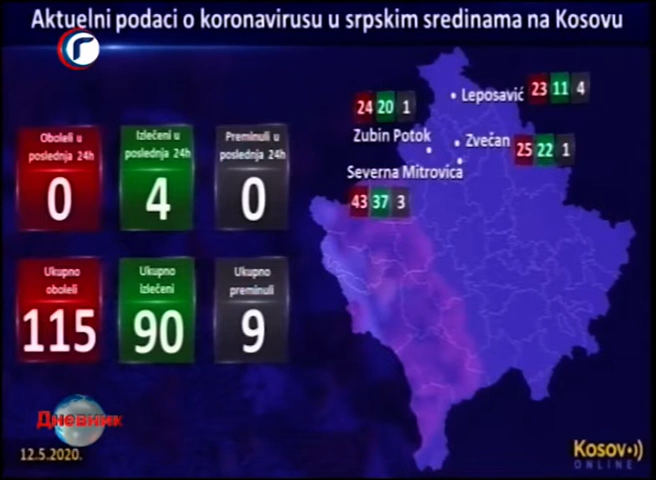 Aktuelni podaci o koronavirusu u srpskim sredinama na Kosovu
Oboleli u
poslednja 24h
0
Izlečeni u
poslednja 24h
4
Preminuli u
poslednja 24h
0
Ukupno
oboleli
115
Ukupno
Izlečeni
90
Ukupno
preminuli
9
Leposavić 23 11 4
24 20 1
Zubin Potok
Zvečan 25 22 1
Severna Mitrovica
43 37 3
Дневник
12.5.2020.
Kosovo
ONLINE